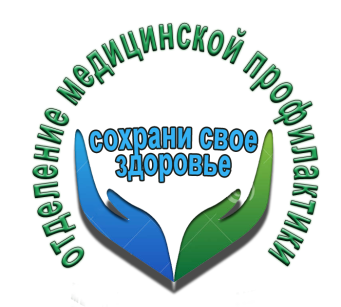 отделение медицинской профилактики
сохрани свое
здоровье